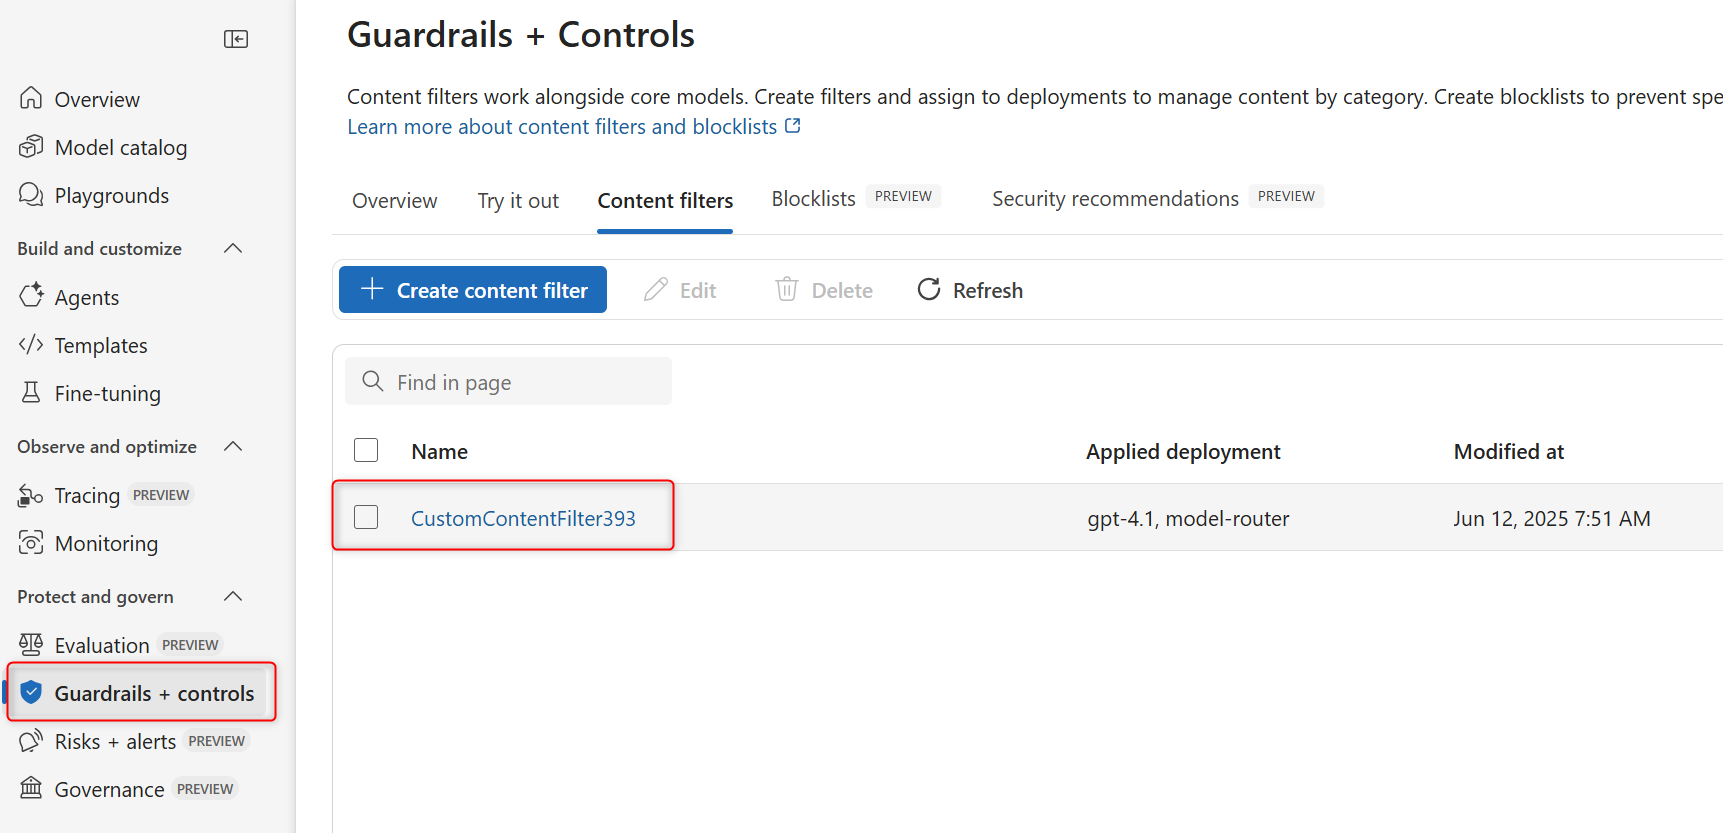 Overview
Model catalog
Playgrounds
Build and customize
Agents
Templates
Fine-tuning
Observe and optimize
Tracing PREVIEW
Monitoring
Protect and govern
Evaluation PREVIEW
Guardrails + controls
Risks + alerts PREVIEW
Governance PREVIEW
Guardrails + Controls
Content filters work alongside core models. Create filters and assign to deployments to manage content by category. Create blocklists to prevent spe
Learn more about content filters and blocklists
Overview Try it out Content filters Blocklists PREVIEW Security recommendations PREVIEW
Create content filter Edit Delete Refresh
Find in page
Name Applied deployment Modified at
CustomContentFilter393 gpt-4.1, model-router Jun 12, 2025 7:51 AM